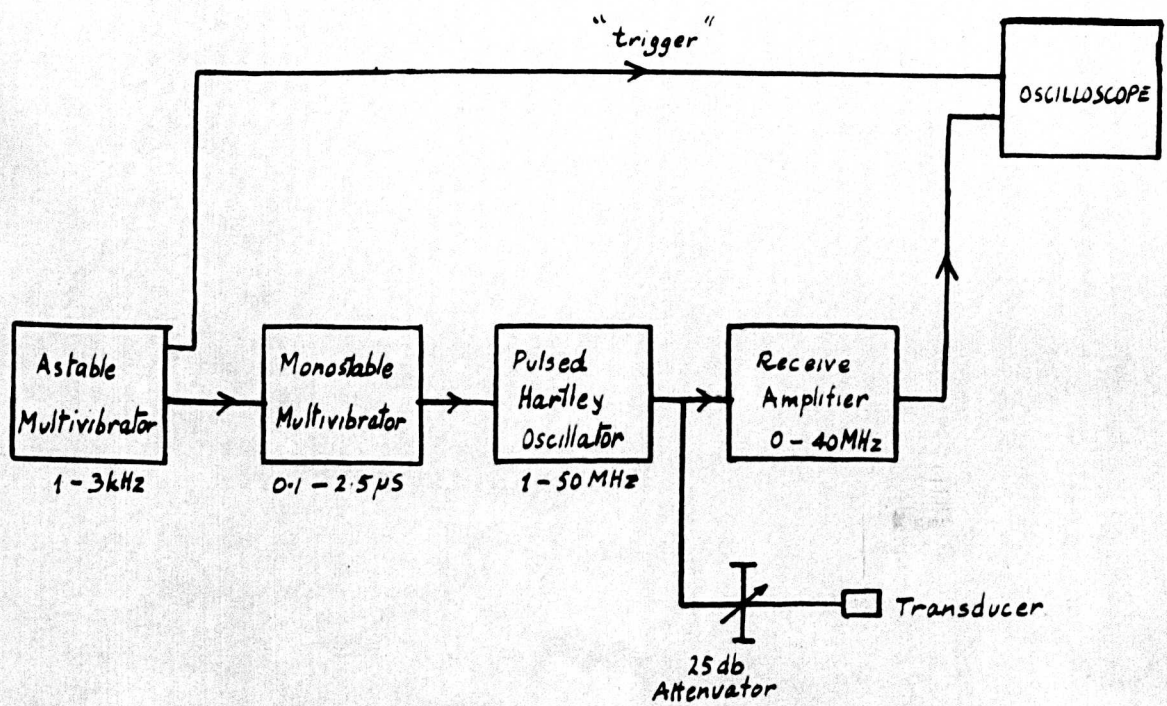 "trigger"
OSCILLOSCOPE
Astable
Multivibrator
1 - 3kHz
Monostable
Multivibrator
0.1 - 2.5μS
Pulsed
Hartley
Oscillator
1 - 50 MHz
Receive
Amplifier
0 - 40MHz
Transducer
25db
Attenuator